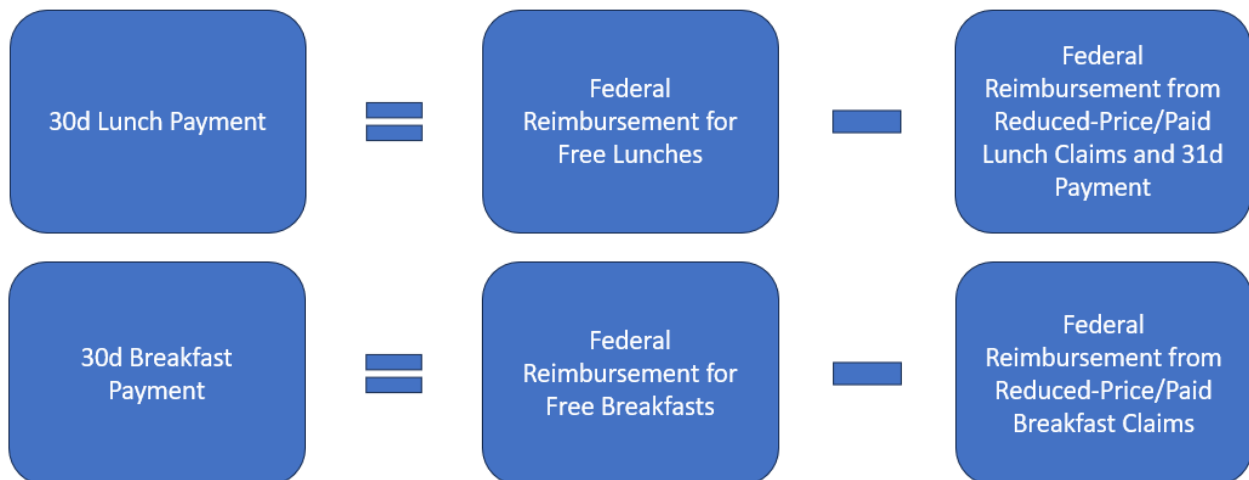 30d Lunch Payment
Federal
Reimbursement for
Free Lunches
Federal
Reimbursement from
Reduced-Price/Paid
Lunch Claims and 31d
Payment
30d Breakfast
Payment
Federal
Reimbursement for
Free Breakfasts
Federal
Reimbursement from
Reduced-Price/Paid
Breakfast Claims